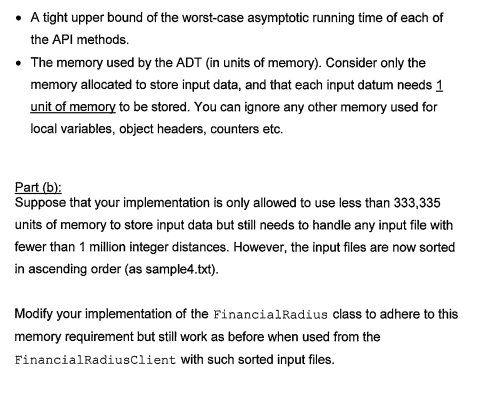 • A tight upper bound of the worst-case asymptotic running time of each of
the API methods.
• The memory used by the ADT (in units of memory). Consider only the
memory allocated to store input data, and that each input datum needs 1
unit of memory to be stored. You can ignore any other memory used for
local variables, object headers, counters etc.
Part (b):
Suppose that your implementation is only allowed to use less than 333,335
units of memory to store input data but still needs to handle any input file with
fewer than 1 million integer distances. However, the input files are now sorted
in ascending order (as sample4.txt).
Modify your implementation of the FinancialRadius class to adhere to this
memory requirement but still work as before when used from the
FinancialRadiusClient with such sorted input files.